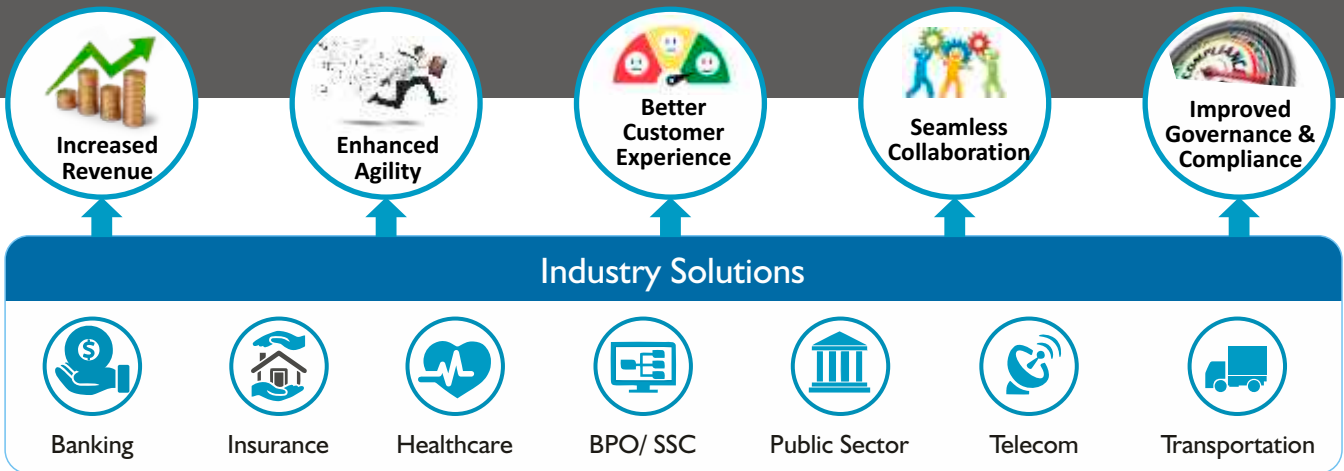 Increased
Revenue
Enhanced
Agility
Better
Customer
Experience
Seamless
Collaboration
COMPLIANCE
Improved
Governance &
Compliance
Industry Solutions
$
Banking
Insurance
Healthcare
BPO/ SSC
Public Sector
Telecom
Transportation